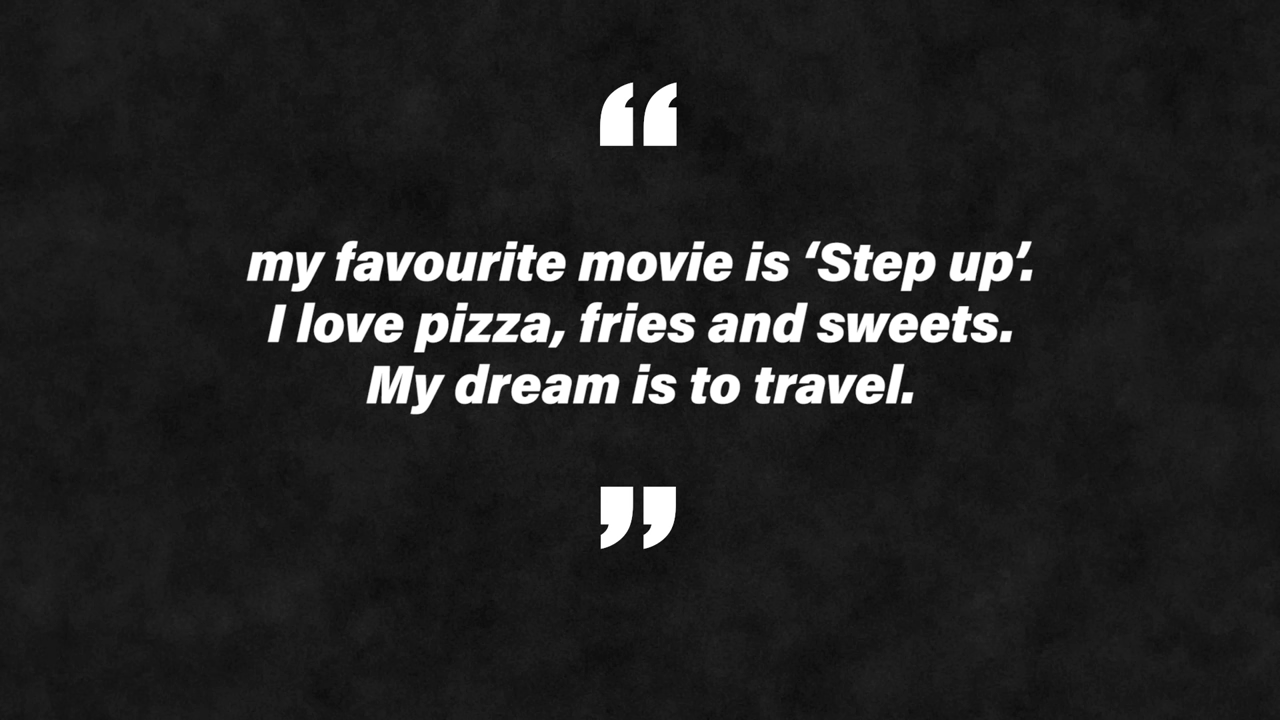 “
my favourite movie is ‘Step up’.
I love pizza, fries and sweets.
My dream is to travel.
”